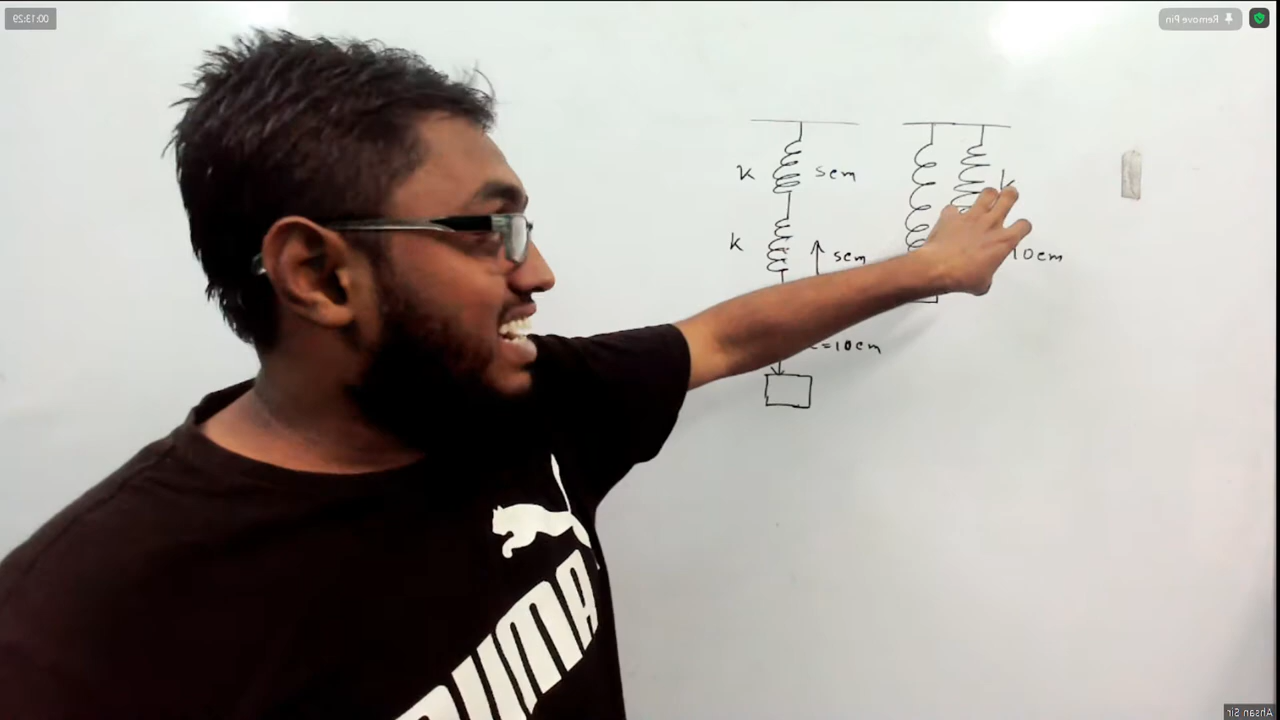 00:13:29
Remove Pin
K
5cm
K
5cm
10cm
=10cm
PUMA
Ahsan Sir